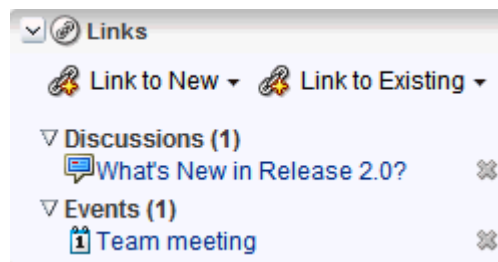 Links
Link to New Link to Existing
Discussions (1)
What's New in Release 2.0?
Events (1)
1 Team meeting